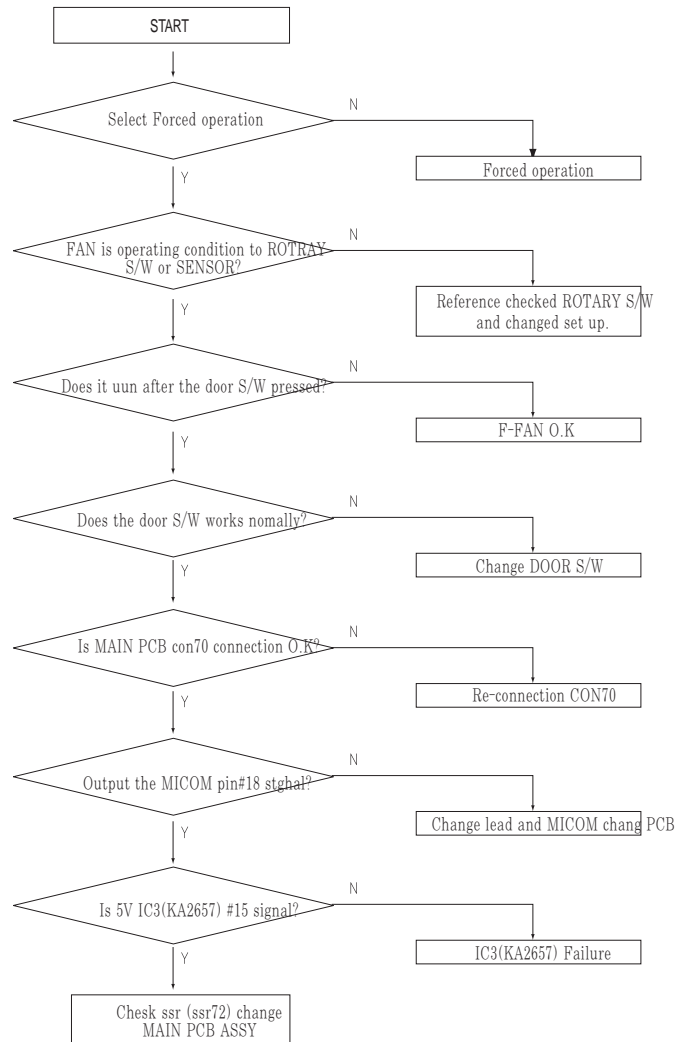 START
Select Forced operation
N
Forced operation
Y
FAN is operating condition to ROTRAY
S/W or SENSOR?
N
Reference checked ROTARY S/W
and changed set up.
Y
Does it uun after the door S/W pressed?
N
F-FAN O.K
Y
Does the door S/W works nomally?
N
Change DOOR S/W
Y
Is MAIN PCB con70 connection O.K?
N
Re-connection CON70
Y
Output the MICOM pin#18 stghal?
N
Change lead and MICOM chang PCB
Y
Is 5V IC3(KA2657) #15 signal?
N
IC3(KA2657) Failure
Y
Chesk ssr (ssr72) change
MAIN PCB ASSY